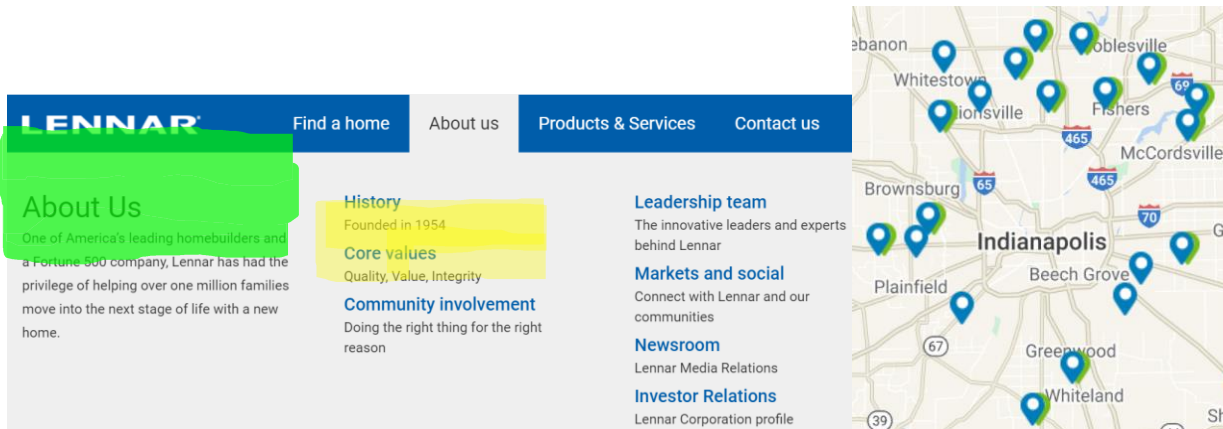 LENNAR
Find a home
About us
Products & Services
Contact us
About Us
One of America's leading homebuilders and
a Fortune 500 company, Lennar has had the
privilege of helping over one million families
move into the next stage of life with a new
home.
History
Founded in 1954
Core values
Quality, Value, Integrity
Community involvement
Doing the right thing for the right
reason
Leadership team
The innovative leaders and experts
behind Lennar
Markets and social
Connect with Lennar and our
communities
Newsroom
Lennar Media Relations
Investor Relations
Lennar Corporation profile
ebanon
oblesville
Whitestown
69
ionsville
Fishers
465
McCordsville
Brownsburg
65
465
70
G
Indianapolis
Beech Grove
Plainfield
67
Greenwood
Whiteland
39
Sh